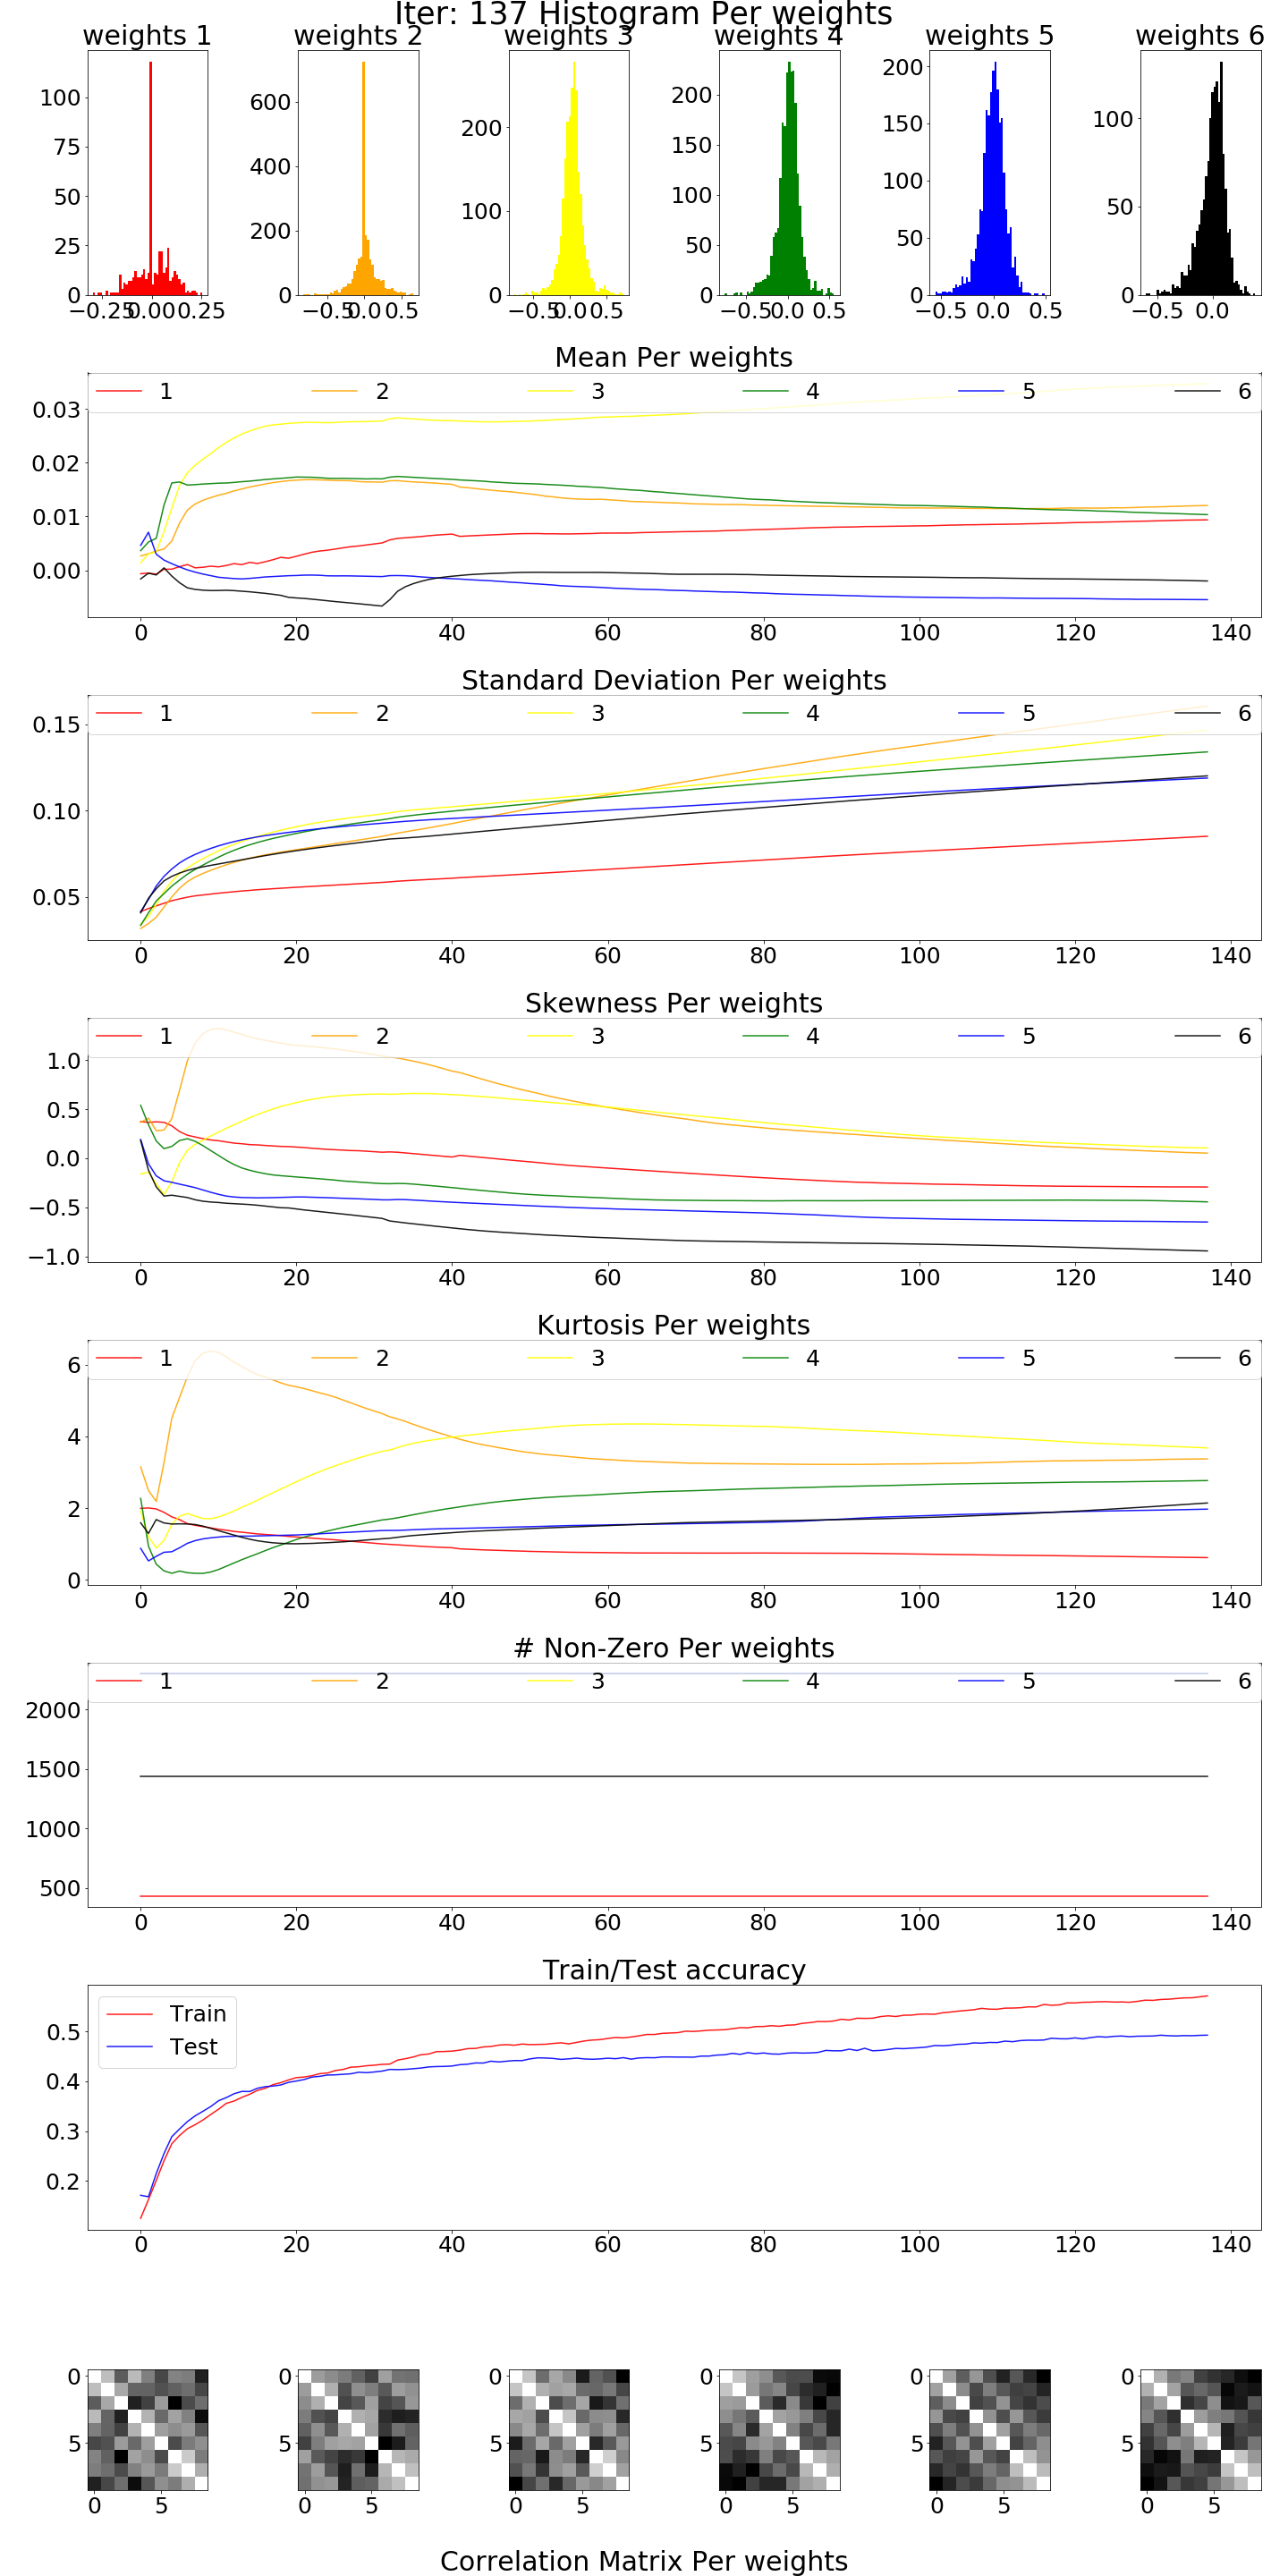 Iter: 137 Histogram Per weights
weights 1 weights 2 weights 3 weights 4 weights 5 weights 6
100
75
50
25
0
−0.25 0.00 0.25
600
400
200
0
−0.5 0.0 0.5
200
100
0
−0.5 0.0 0.5
200
150
100
50
0
−0.5 0.0 0.5
200
150
100
50
0
−0.5 0.0 0.5
100
50
0
−0.5 0.0
Mean Per weights
1 2 3 4 5 6
0.03
0.02
0.01
0.00
0 20 40 60 80 100 120 140
Standard Deviation Per weights
1 2 3 4 5 6
0.15
0.10
0.05
0 20 40 60 80 100 120 140
Skewness Per weights
1 2 3 4 5 6
1.0
0.5
0.0
−0.5
−1.0
0 20 40 60 80 100 120 140
Kurtosis Per weights
1 2 3 4 5 6
6
4
2
0
0 20 40 60 80 100 120 140
# Non-Zero Per weights
1 2 3 4 5 6
2000
1500
1000
500
0 20 40 60 80 100 120 140
Train/Test accuracy
Train
Test
0.5
0.4
0.3
0.2
0 20 40 60 80 100 120 140
0 0 0 0 0 0
5 5 5 5 5 5
0 5 0 5 0 5 0 5 0 5 0 5
Correlation Matrix Per weights